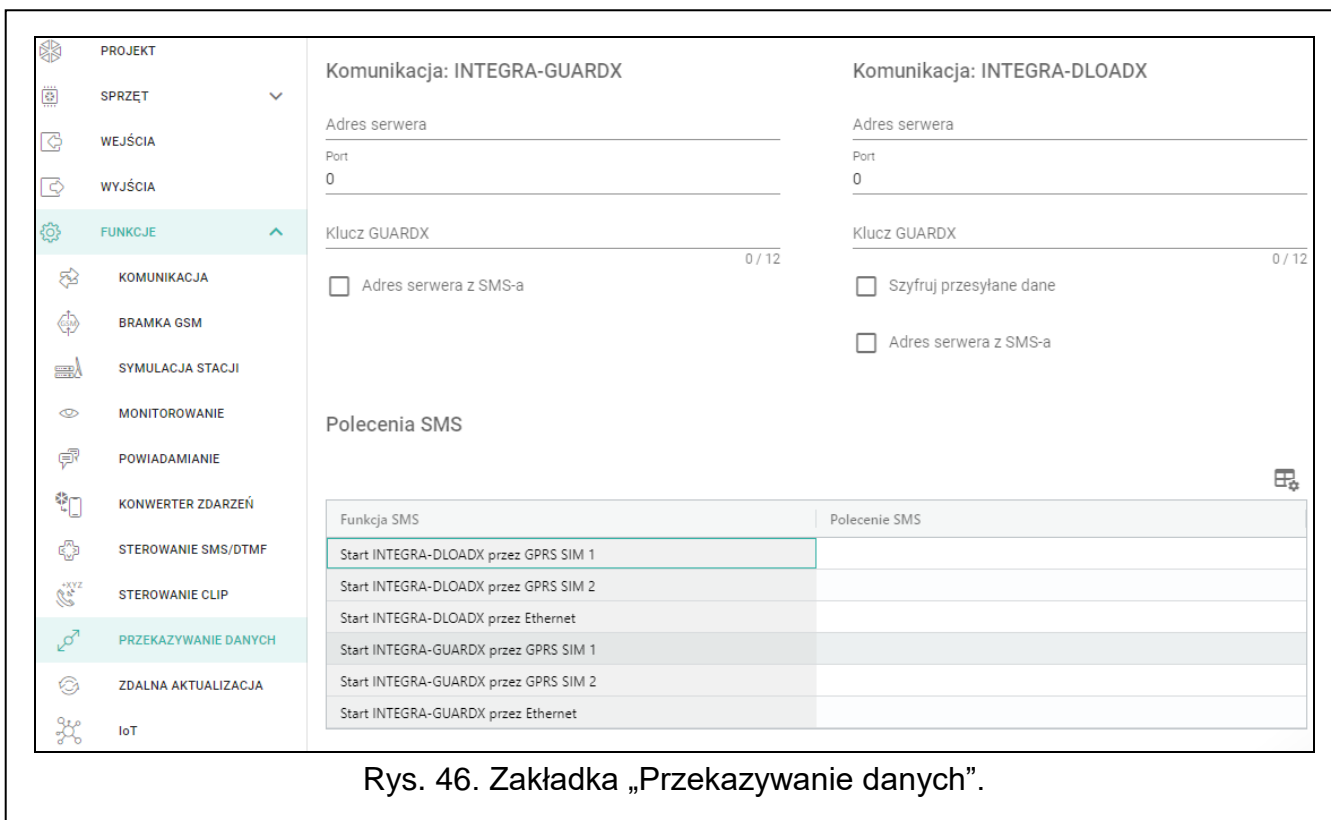 PROJEKT
SPRZĘT
WEJŚCIA
WYJŚCIA
FUNKCJE
KOMUNIKACJA
GSM
BRAMKA GSM
SYMULACJA STACJI
MONITOROWANIE
POWIADAMIANIE
KONWERTER ZDARZEŃ
STEROWANIE SMS/DTMF
+XYZ
STEROWANIE CLIP
PRZEKAZYWANIE DANYCH
ZDALNA AKTUALIZACJA
IoT
Komunikacja: INTEGRA-GUARDX
Adres serwera
Port
0
Klucz GUARDX
0 / 12
Adres serwera z SMS-a
Komunikacja: INTEGRA-DLOADX
Adres serwera
Port
0
Klucz GUARDX
0 / 12
Szyfruj przesyłane dane
Adres serwera z SMS-a
Polecenia SMS
Funkcja SMS Polecenie SMS
Start INTEGRA-DLOADX przez GPRS SIM 1
Start INTEGRA-DLOADX przez GPRS SIM 2
Start INTEGRA-DLOADX przez Ethernet
Start INTEGRA-GUARDX przez GPRS SIM 1
Start INTEGRA-GUARDX przez GPRS SIM 2
Start INTEGRA-GUARDX przez Ethernet
Rys. 46. Zakładka „Przekazywanie danych”.